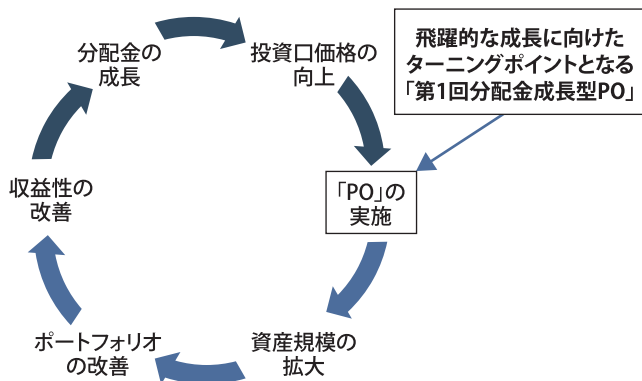 分配金の
成長
投資口価格の
向上
飛躍的な成長に向けた
ターニングポイントとなる
「第1回分配金成長型PO」
収益性の
改善
「PO」の
実施
ポートフォリオ
の改善
資産規模の
拡大